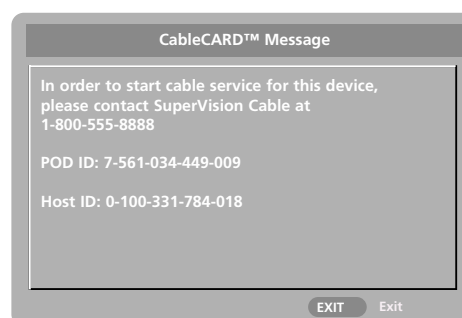 CableCARD™ Message
In order to start cable service for this device,
please contact SuperVision Cable at
1-800-555-8888
POD ID: 7-561-034-449-009
Host ID: 0-100-331-784-018
EXIT Exit